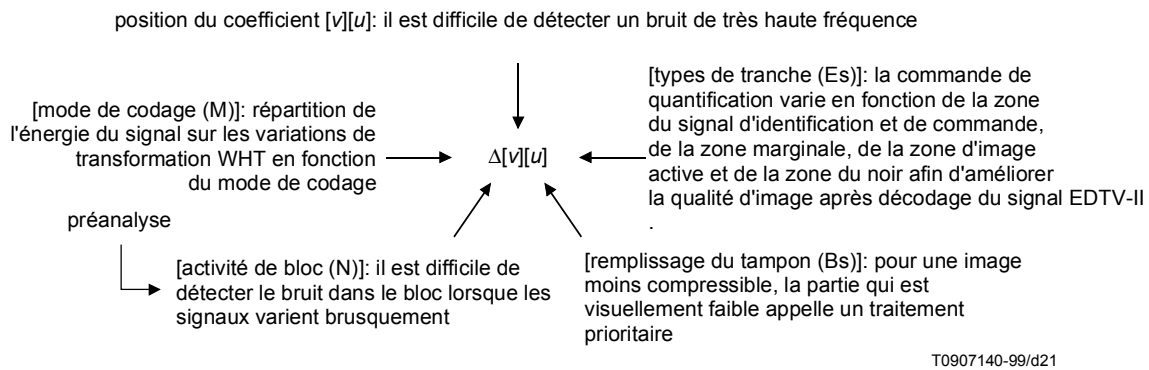 position du coefficient [v][u]: il est difficile de détecter un bruit de très haute fréquence
[mode de codage (M)]: répartition de
l'énergie du signal sur les variations de
transformation WHT en fonction
du mode de codage
Δ[v][u]
[types de tranche (Es)]: la commande de
quantification varie en fonction de la zone
du signal d'identification et de commande,
de la zone marginale, de la zone d'image
active et de la zone du noir afin d'améliorer
la qualité d'image après décodage du signal EDTV-II
.
préanalyse
[activité de bloc (N)]: il est difficile de
détecter le bruit dans le bloc lorsque les
signaux varient brusquement
[remplissage du tampon (Bs)]: pour une image
moins compressible, la partie qui est
visuellement faible appelle un traitement
prioritaire
T0907140-99/d21